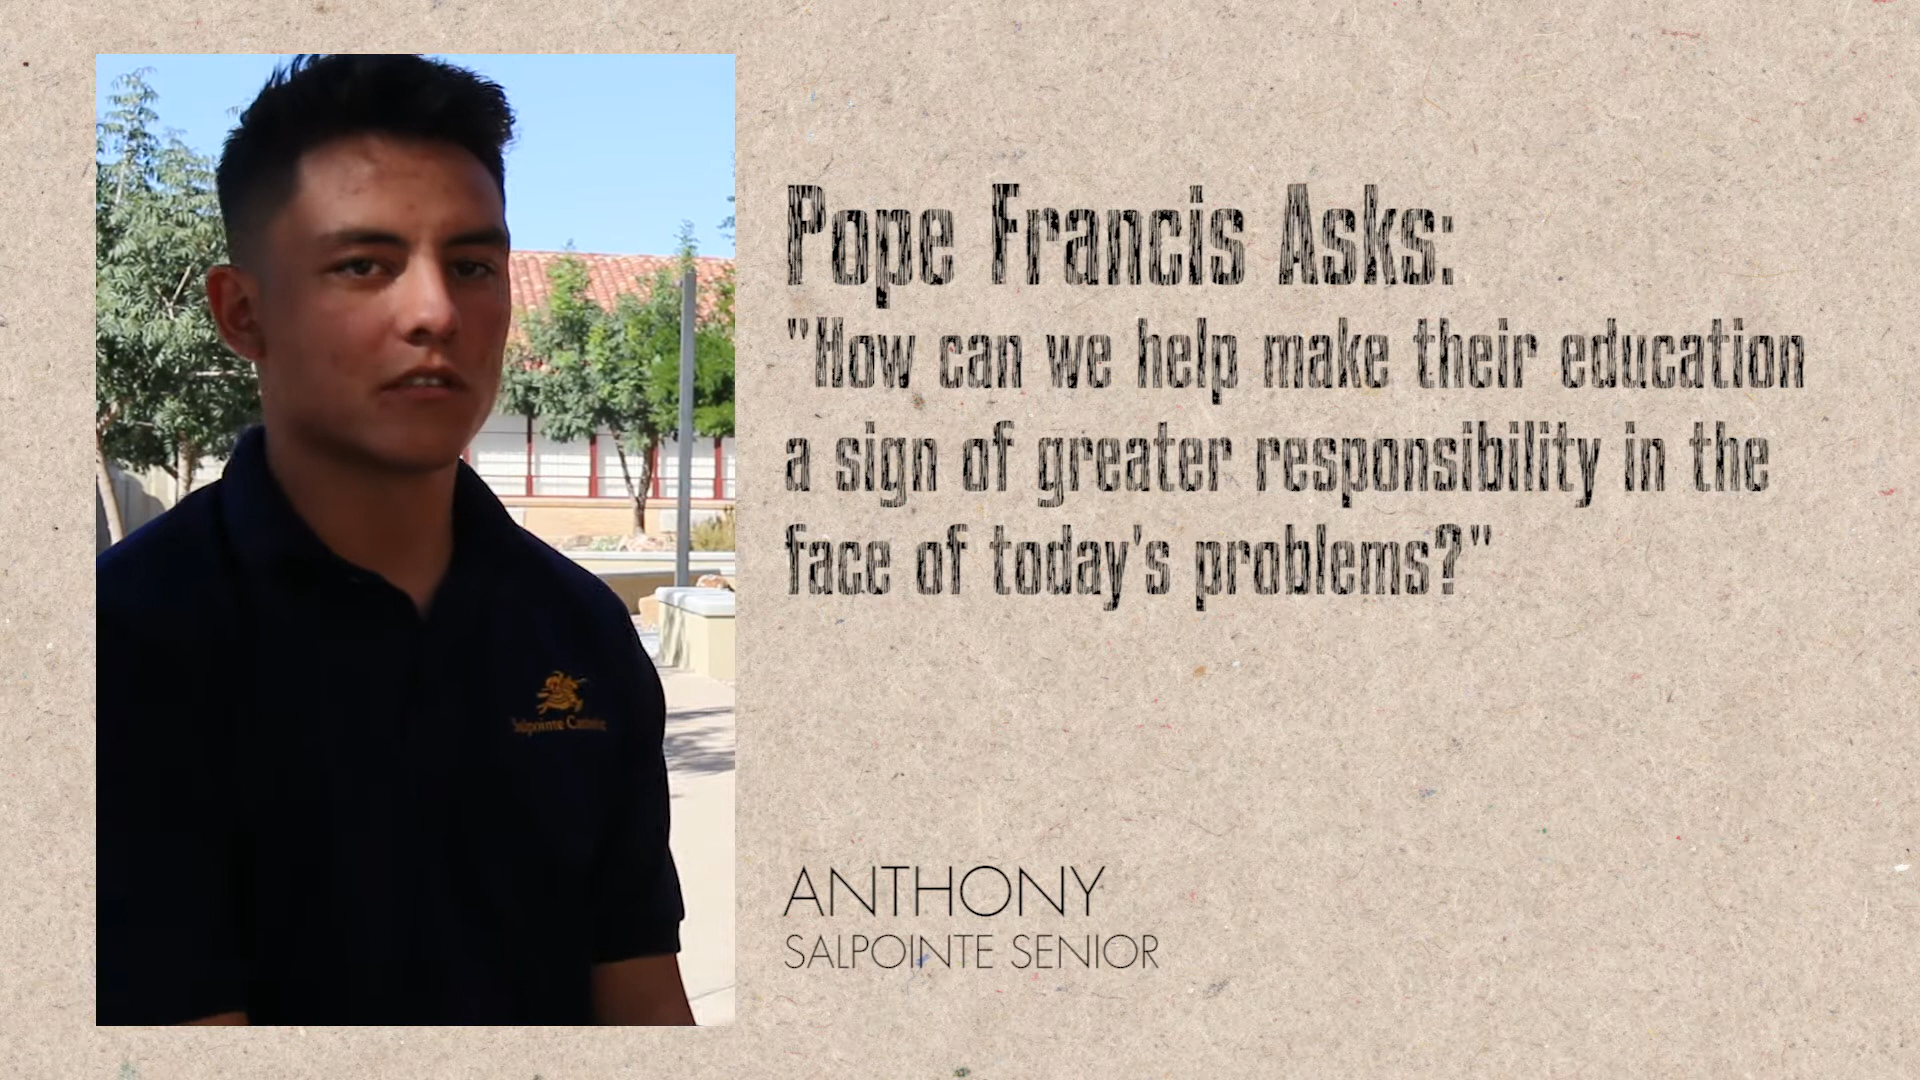 Pope Francis Asks:
"How can we help make their education
a sign of greater responsibility in the
face of today's problems?"
Salpointe Catholic
ANTHONY
SALPOINTE SENIOR